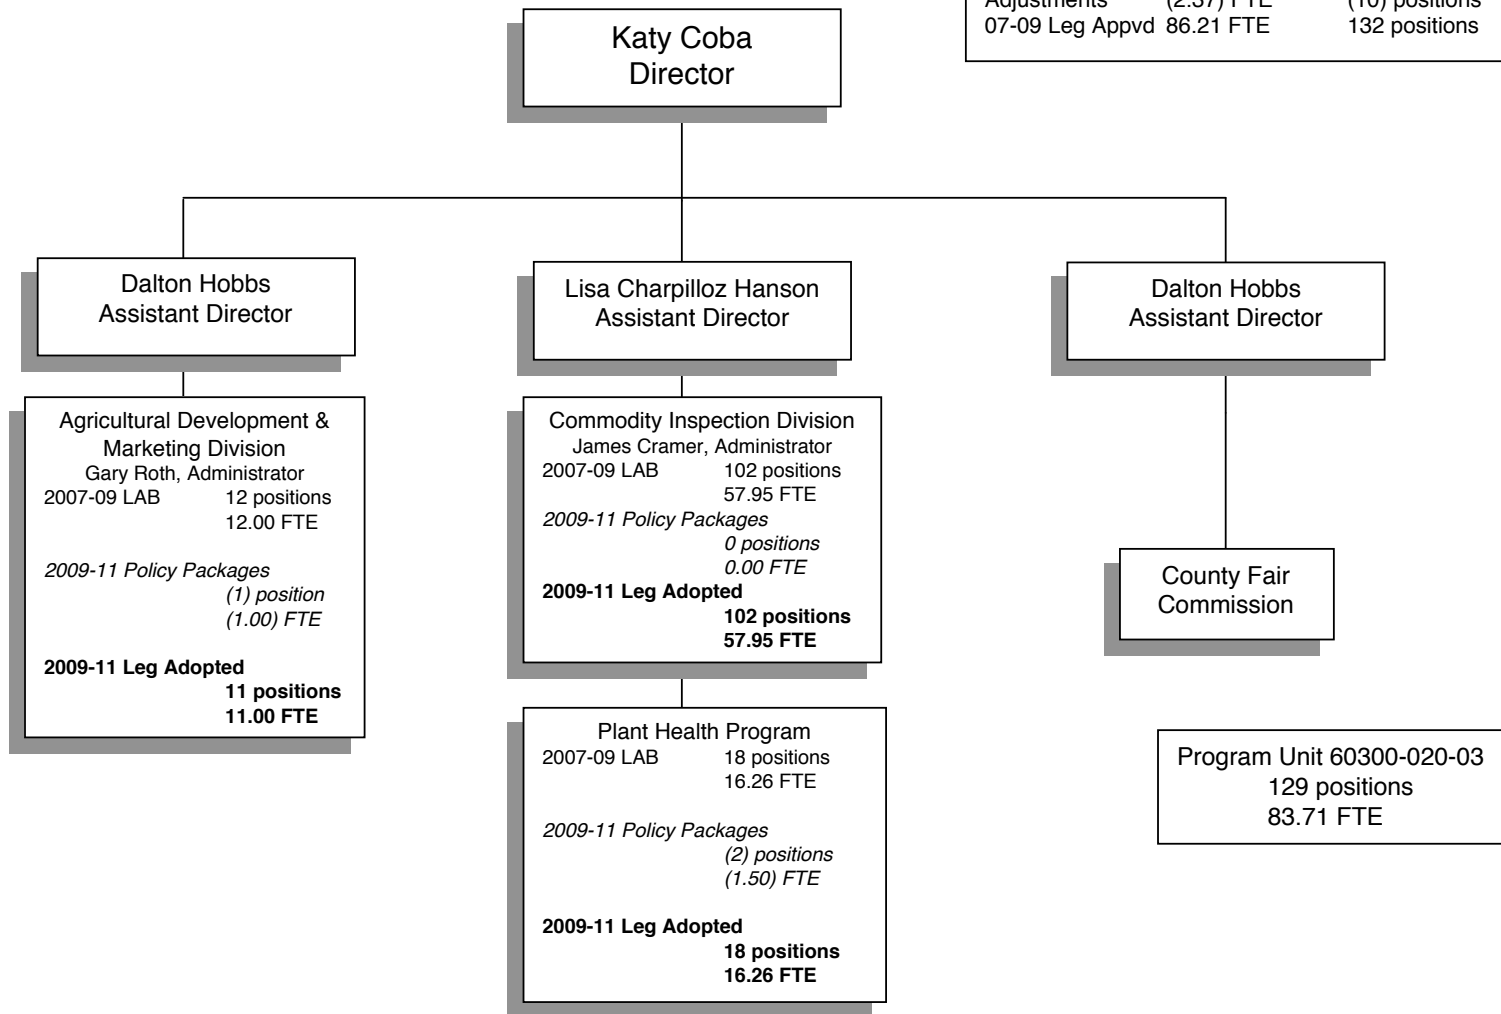 Adjustments (2.37) FTE (10) positions
07-09 Leg Appvd 86.21 FTE 132 positions
Katy Coba
Director
Dalton Hobbs
Assistant Director
Lisa Charpilloz Hanson
Assistant Director
Dalton Hobbs
Assistant Director
Agricultural Development &
Marketing Division
Gary Roth, Administrator
2007-09 LAB 12 positions
12.00 FTE
2009-11 Policy Packages
(1) position
(1.00) FTE
2009-11 Leg Adopted
11 positions
11.00 FTE
Commodity Inspection Division
James Cramer, Administrator
2007-09 LAB 102 positions
57.95 FTE
2009-11 Policy Packages
0 positions
0.00 FTE
2009-11 Leg Adopted
102 positions
57.95 FTE
Plant Health Program
2007-09 LAB 18 positions
16.26 FTE
2009-11 Policy Packages
(2) positions
(1.50) FTE
2009-11 Leg Adopted
18 positions
16.26 FTE
County Fair
Commission
Program Unit 60300-020-03
129 positions
83.71 FTE